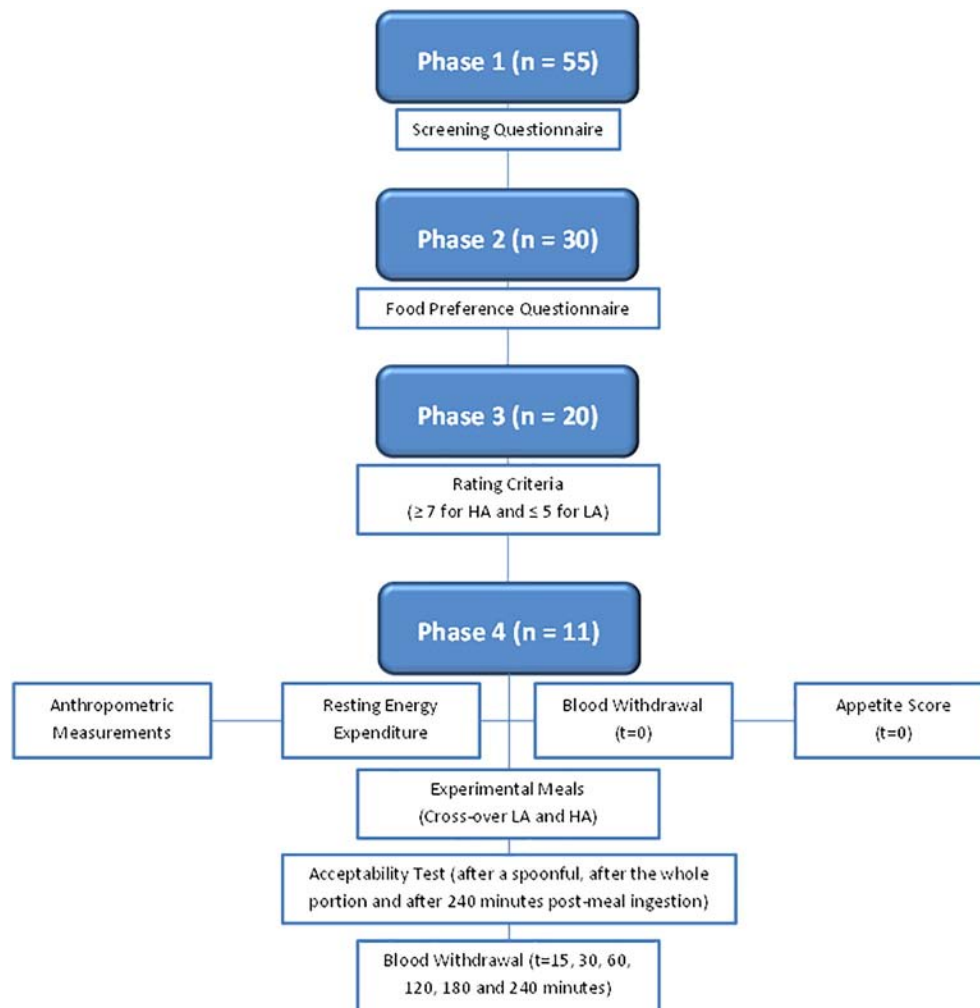 Phase 1 (n = 55)
Screening Questionnaire
Phase 2 (n = 30)
Food Preference Questionnaire
Phase 3 (n = 20)
Rating Criteria
(≥ 7 for HA and ≤ 5 for LA)
Phase 4 (n = 11)
Anthropometric
Measurements
Resting Energy
Expenditure
Blood Withdrawal
(t=0)
Appetite Score
(t=0)
Experimental Meals
(Cross-over LA and HA)
Acceptability Test (after a spoonful, after the whole
portion and after 240 minutes post-meal ingestion)
Blood Withdrawal (t=15, 30, 60,
120, 180 and 240 minutes)